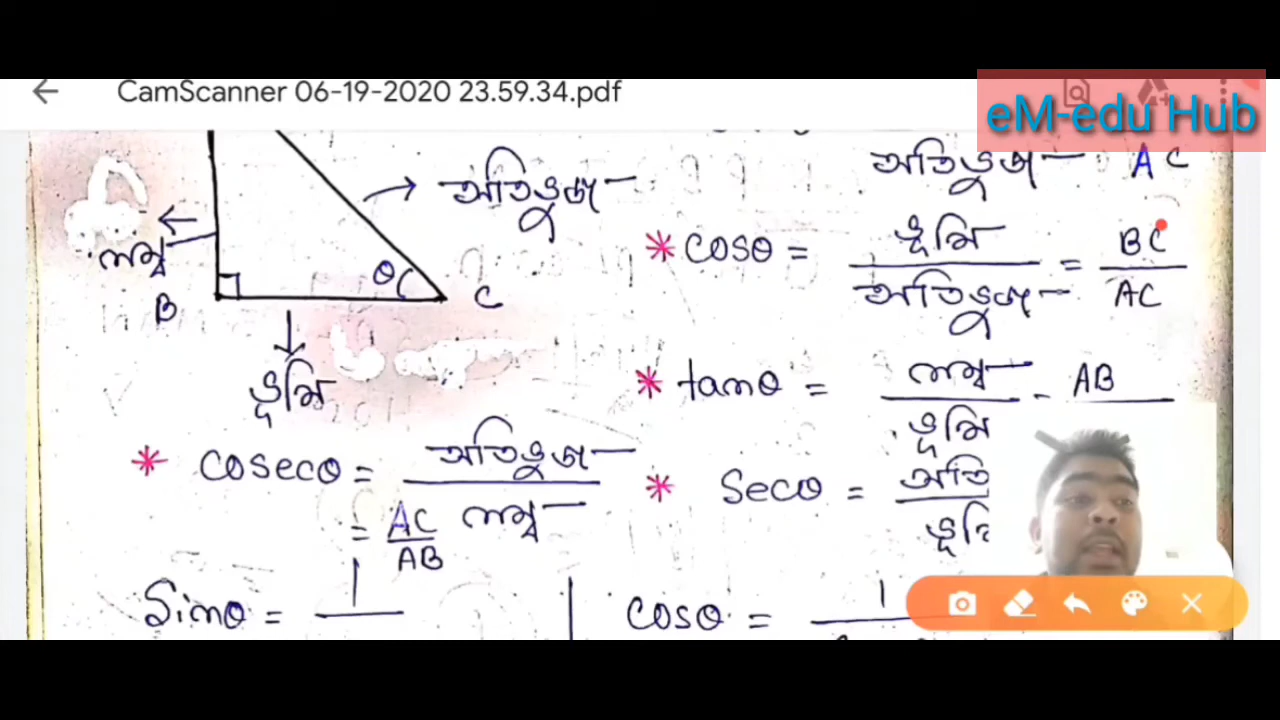 CamScanner 06-19-2020 23.59.34.pdf
eM-edu Hub
অতিভুজ AC
অতিভুজ
লম্ব
θ
B
C
ভূমি
* cosθ = ভূমি / অতিভুজ = BC / AC
* tanθ = লম্ব / ভূমি = AB
* cosecθ = অতিভুজ / লম্ব
= AC / AB
* secθ = অতি / ভূমি
Sinθ = 1
cosθ = 1